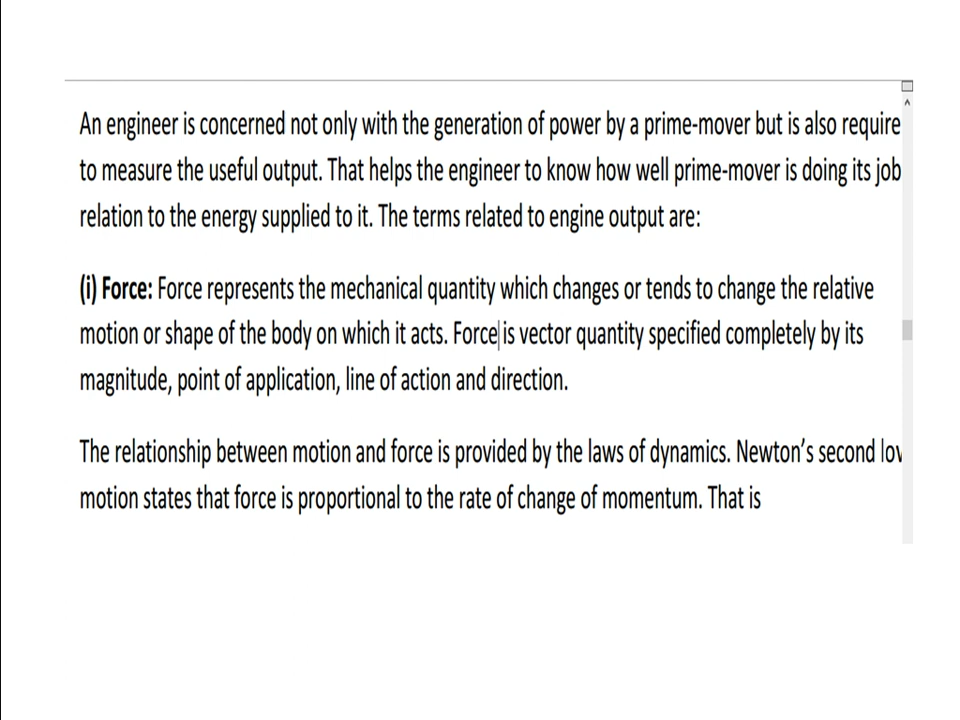 An engineer is concerned not only with the generation of power by a prime-mover but is also require
to measure the useful output. That helps the engineer to know how well prime-mover is doing its job
relation to the energy supplied to it. The terms related to engine output are:
(i) Force: Force represents the mechanical quantity which changes or tends to change the relative
motion or shape of the body on which it acts. Force is vector quantity specified completely by its
magnitude, point of application, line of action and direction.
The relationship between motion and force is provided by the laws of dynamics. Newton’s second
motion states that force is proportional to the rate of change of momentum. That is